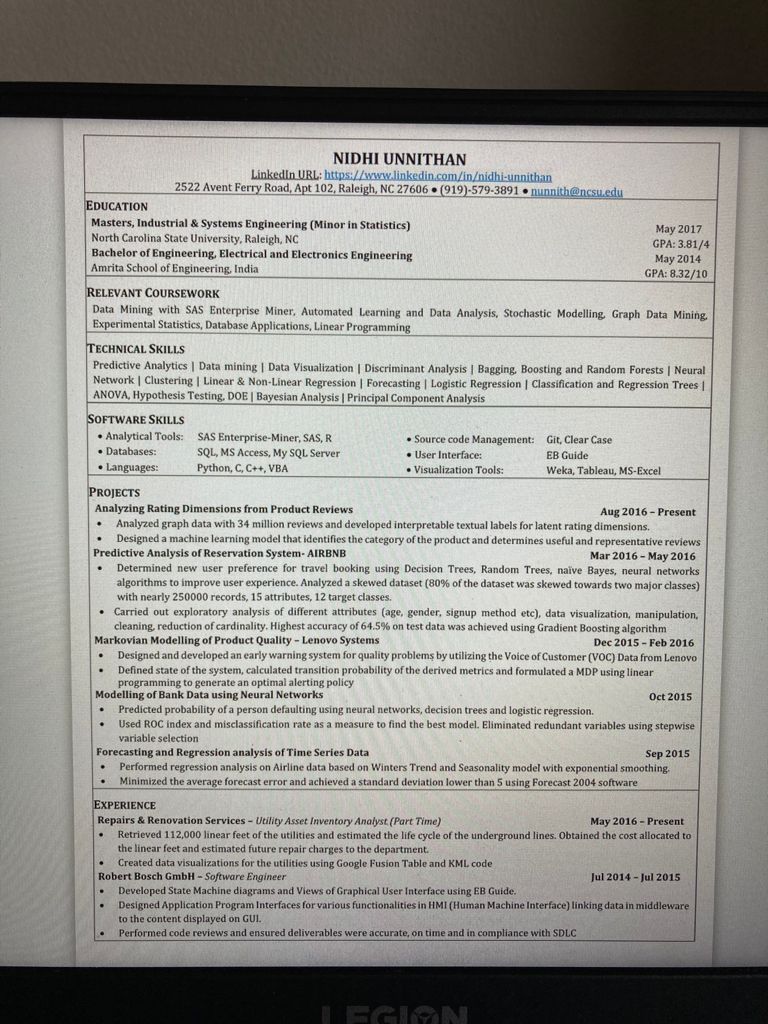 NIDHI UNNITHAN
LinkedIn URL: https://www.linkedin.com/in/nidhi-unnithan
2522 Avent Ferry Road, Apt 102, Raleigh, NC 27606 ● (919)-579-3891 ● nunnith@ncsu.edu
EDUCATION
Masters, Industrial & Systems Engineering (Minor in Statistics) May 2017
North Carolina State University, Raleigh, NC GPA: 3.81/4
Bachelor of Engineering, Electrical and Electronics Engineering May 2014
Amrita School of Engineering, India GPA: 8.32/10
RELEVANT COURSEWORK
Data Mining with SAS Enterprise Miner, Automated Learning and Data Analysis, Stochastic Modelling, Graph Data Mining,
Experimental Statistics, Database Applications, Linear Programming
TECHNICAL SKILLS
Predictive Analytics | Data mining | Data Visualization | Discriminant Analysis | Bagging, Boosting and Random Forests | Neural
Network | Clustering | Linear & Non-Linear Regression | Forecasting | Logistic Regression | Classification and Regression Trees |
ANOVA, Hypothesis Testing, DOE | Bayesian Analysis | Principal Component Analysis
SOFTWARE SKILLS
• Analytical Tools: SAS Enterprise-Miner, SAS, R • Source code Management: Git, Clear Case
• Databases: SQL, MS Access, My SQL Server • User Interface: EB Guide
• Languages: Python, C, C++, VBA • Visualization Tools: Weka, Tableau, MS-Excel
PROJECTS
Analyzing Rating Dimensions from Product Reviews Aug 2016 – Present
• Analyzed graph data with 34 million reviews and developed interpretable textual labels for latent rating dimensions.
• Designed a machine learning model that identifies the category of the product and determines useful and representative reviews
Predictive Analysis of Reservation System- AIRBNB Mar 2016 – May 2016
• Determined new user preference for travel booking using Decision Trees, Random Trees, naïve Bayes, neural networks
algorithms to improve user experience. Analyzed a skewed dataset (80% of the dataset was skewed towards two major classes)
with nearly 250000 records, 15 attributes, 12 target classes.
• Carried out exploratory analysis of different attributes (age, gender, signup method etc), data visualization, manipulation,
cleaning, reduction of cardinality. Highest accuracy of 64.5% on test data was achieved using Gradient Boosting algorithm
Markovian Modelling of Product Quality – Lenovo Systems Dec 2015 – Feb 2016
• Designed and developed an early warning system for quality problems by utilizing the Voice of Customer (VOC) Data from Lenovo
• Defined state of the system, calculated transition probability of the derived metrics and formulated a MDP using linear
programming to generate an optimal alerting policy
Modelling of Bank Data using Neural Networks Oct 2015
• Predicted probability of a person defaulting using neural networks, decision trees and logistic regression.
• Used ROC index and misclassification rate as a measure to find the best model. Eliminated redundant variables using stepwise
variable selection
Forecasting and Regression analysis of Time Series Data Sep 2015
• Performed regression analysis on Airline data based on Winters Trend and Seasonality model with exponential smoothing.
• Minimized the average forecast error and achieved a standard deviation lower than 5 using Forecast 2004 software
EXPERIENCE
Repairs & Renovation Services – Utility Asset Inventory Analyst (Part Time) May 2016 – Present
• Retrieved 112,000 linear feet of the utilities and estimated the life cycle of the underground lines. Obtained the cost allocated to
the linear feet and estimated future repair charges to the department.
• Created data visualizations for the utilities using Google Fusion Table and KML code
Robert Bosch GmbH – Software Engineer Jul 2014 – Jul 2015
• Developed State Machine diagrams and Views of Graphical User Interface using EB Guide.
• Designed Application Program Interfaces for various functionalities in HMI (Human Machine Interface) linking data in middleware
to the content displayed on GUI.
• Performed code reviews and ensured deliverables were accurate, on time and in compliance with SDLC
LEGION